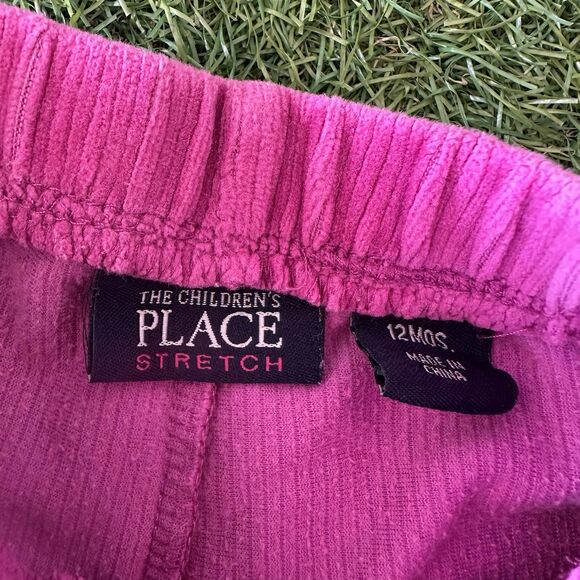 THE CHILDREN'S
PLACE
STRETCH
12MOS.
MADE IN
CHINA